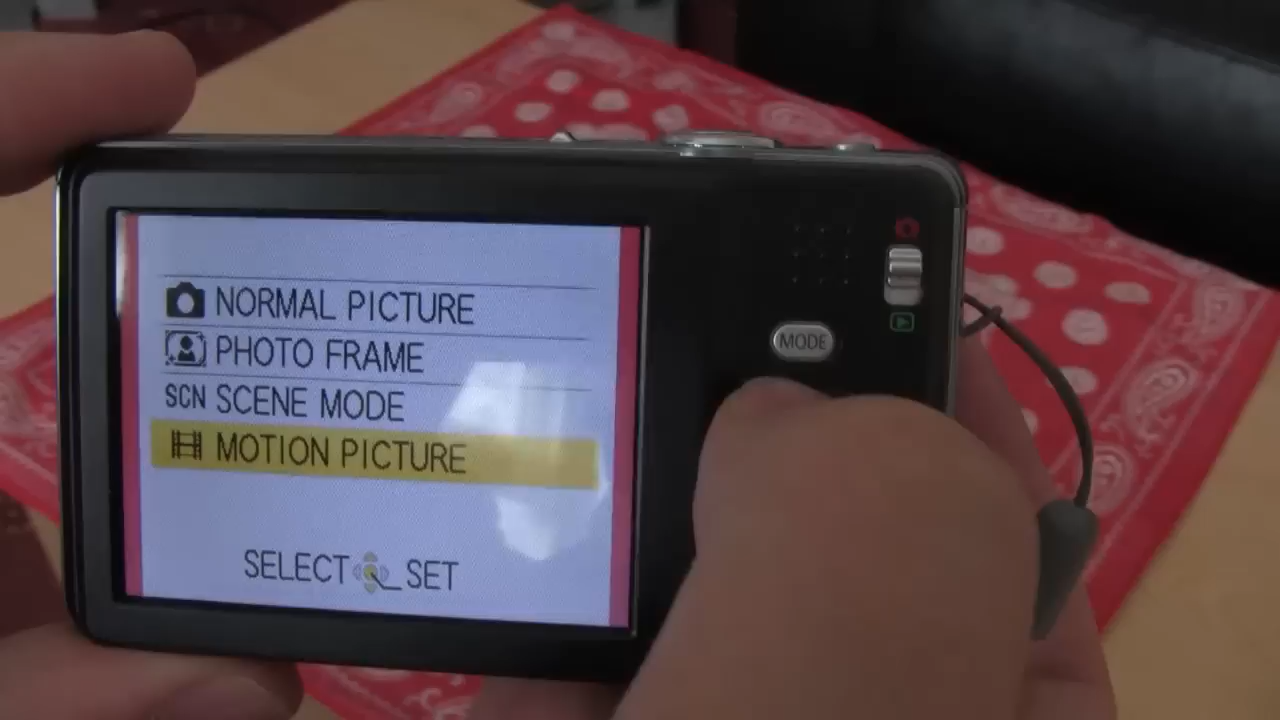 NORMAL PICTURE
PHOTO FRAME
SCN SCENE MODE
MOTION PICTURE
SELECT SET
MODE